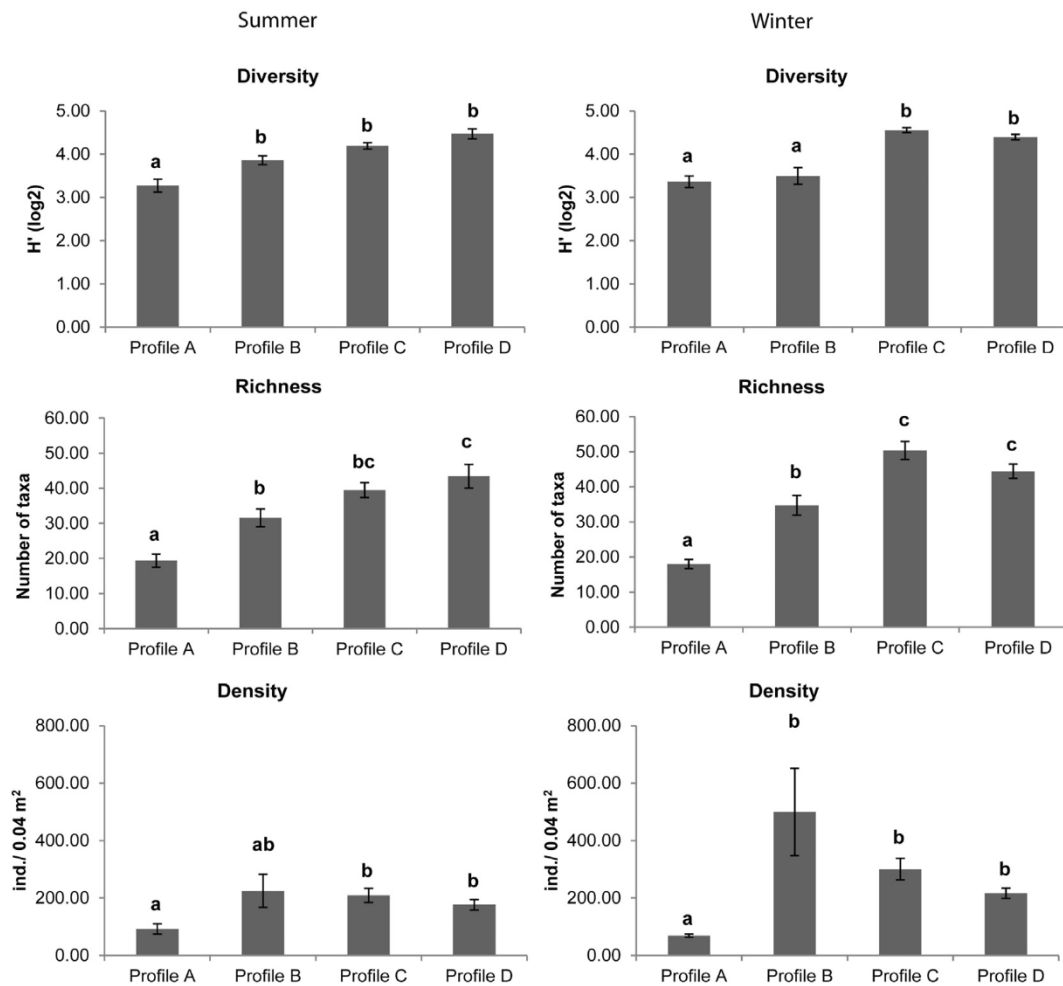 Summer
Winter
Diversity
H' (log2)
5.00
4.00
3.00
2.00
1.00
0.00
a
b
b
b
Profile A Profile B Profile C Profile D
Diversity
H' (log2)
5.00
4.00
3.00
2.00
1.00
0.00
a
a
b
b
Profile A Profile B Profile C Profile D
Richness
Number of taxa
60.00
50.00
40.00
30.00
20.00
10.00
0.00
a
b
bc
c
Profile A Profile B Profile C Profile D
Richness
Number of taxa
60.00
50.00
40.00
30.00
20.00
10.00
0.00
a
b
c
c
Profile A Profile B Profile C Profile D
Density
ind./ 0.04 m²
800.00
600.00
400.00
200.00
0.00
a
ab
b
b
Profile A Profile B Profile C Profile D
Density
ind./ 0.04 m²
800.00
600.00
400.00
200.00
0.00
a
b
b
b
Profile A Profile B Profile C Profile D